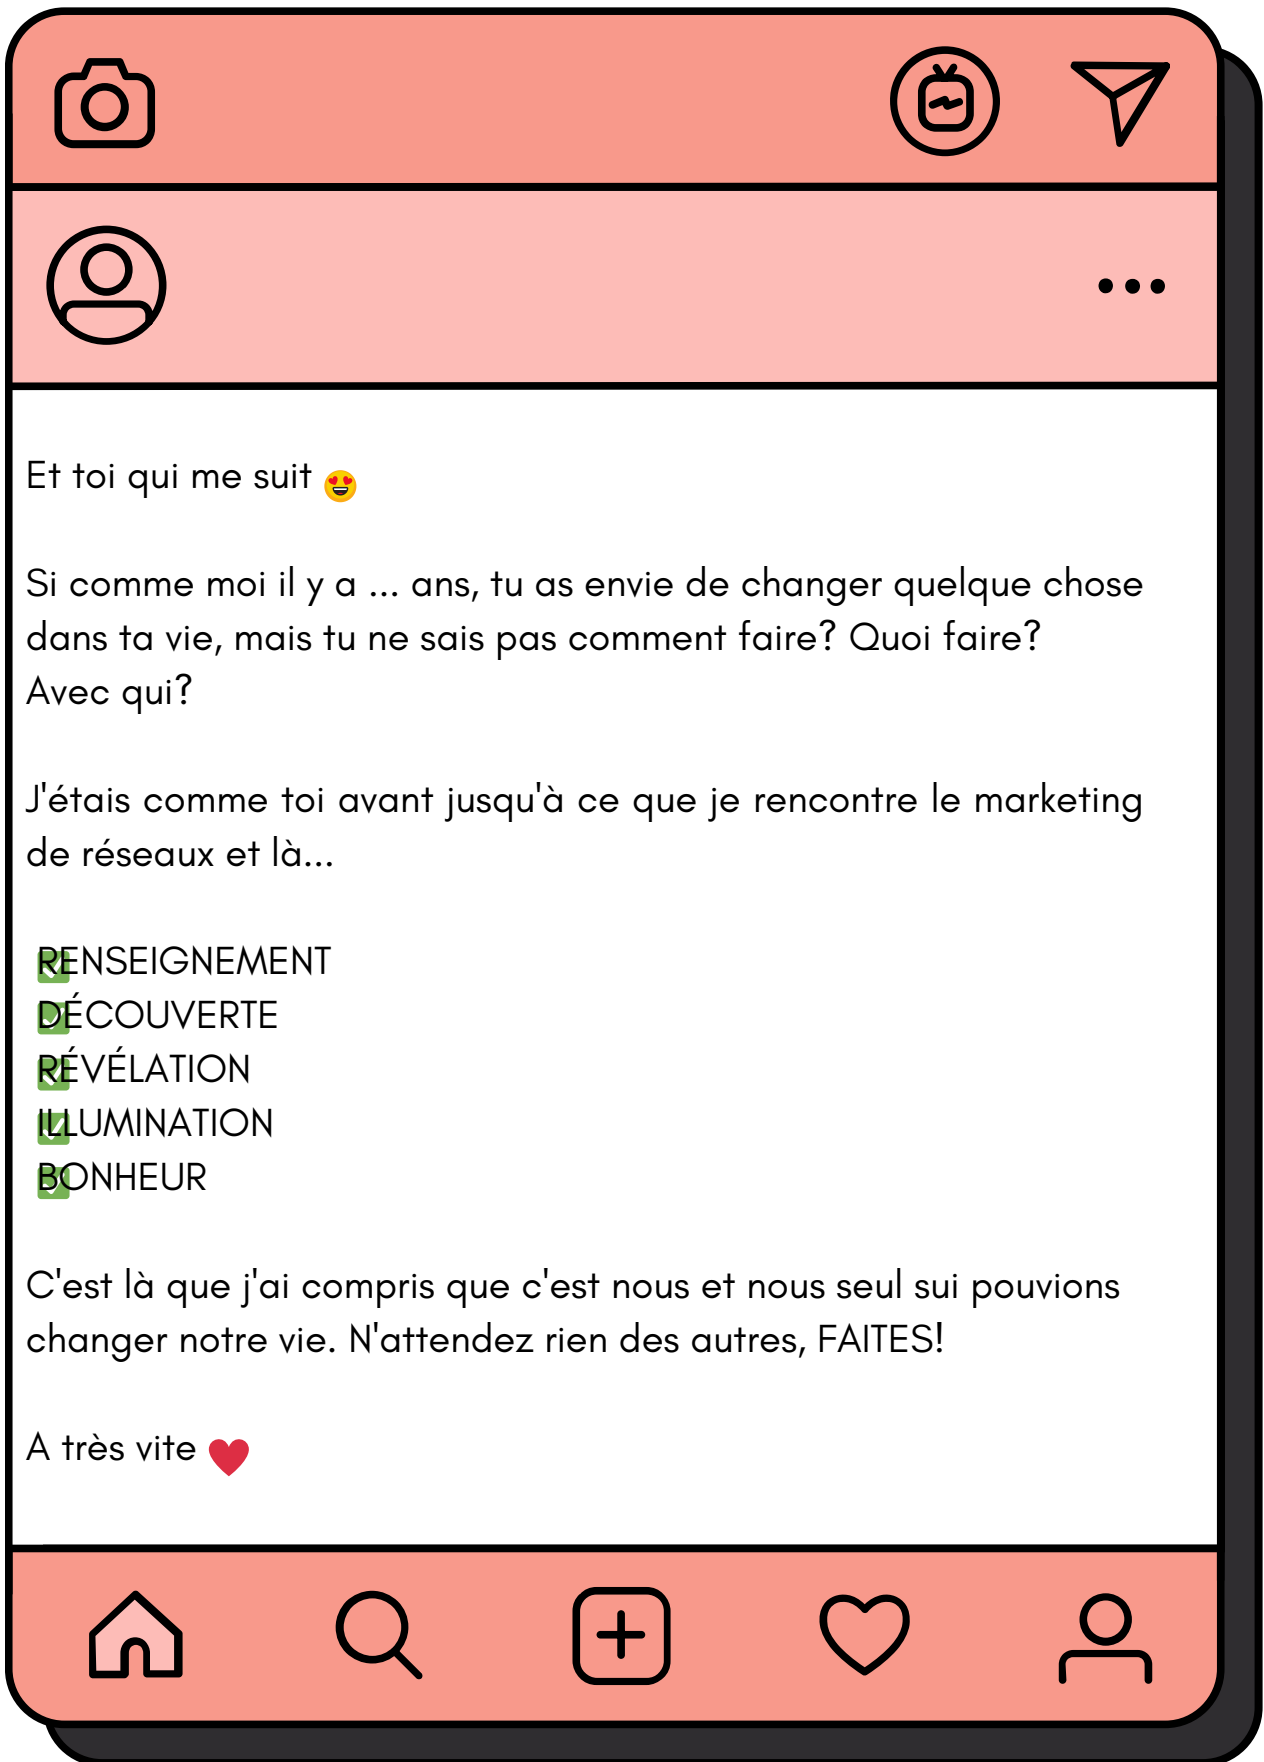 Et toi qui me suit 😍
Si comme moi il y a ... ans, tu as envie de changer quelque chose
dans ta vie, mais tu ne sais pas comment faire? Quoi faire?
Avec qui?
J'étais comme toi avant jusqu'à ce que je rencontre le marketing
de réseaux et là...
✅RENSEIGNEMENT
✅DÉCOUVERTE
✅RÉVÉLATION
✅ILLUMINATION
✅BONHEUR
C'est là que j'ai compris que c'est nous et nous seul sui pouvions
changer notre vie. N'attendez rien des autres, FAITES!
A très vite ❤️